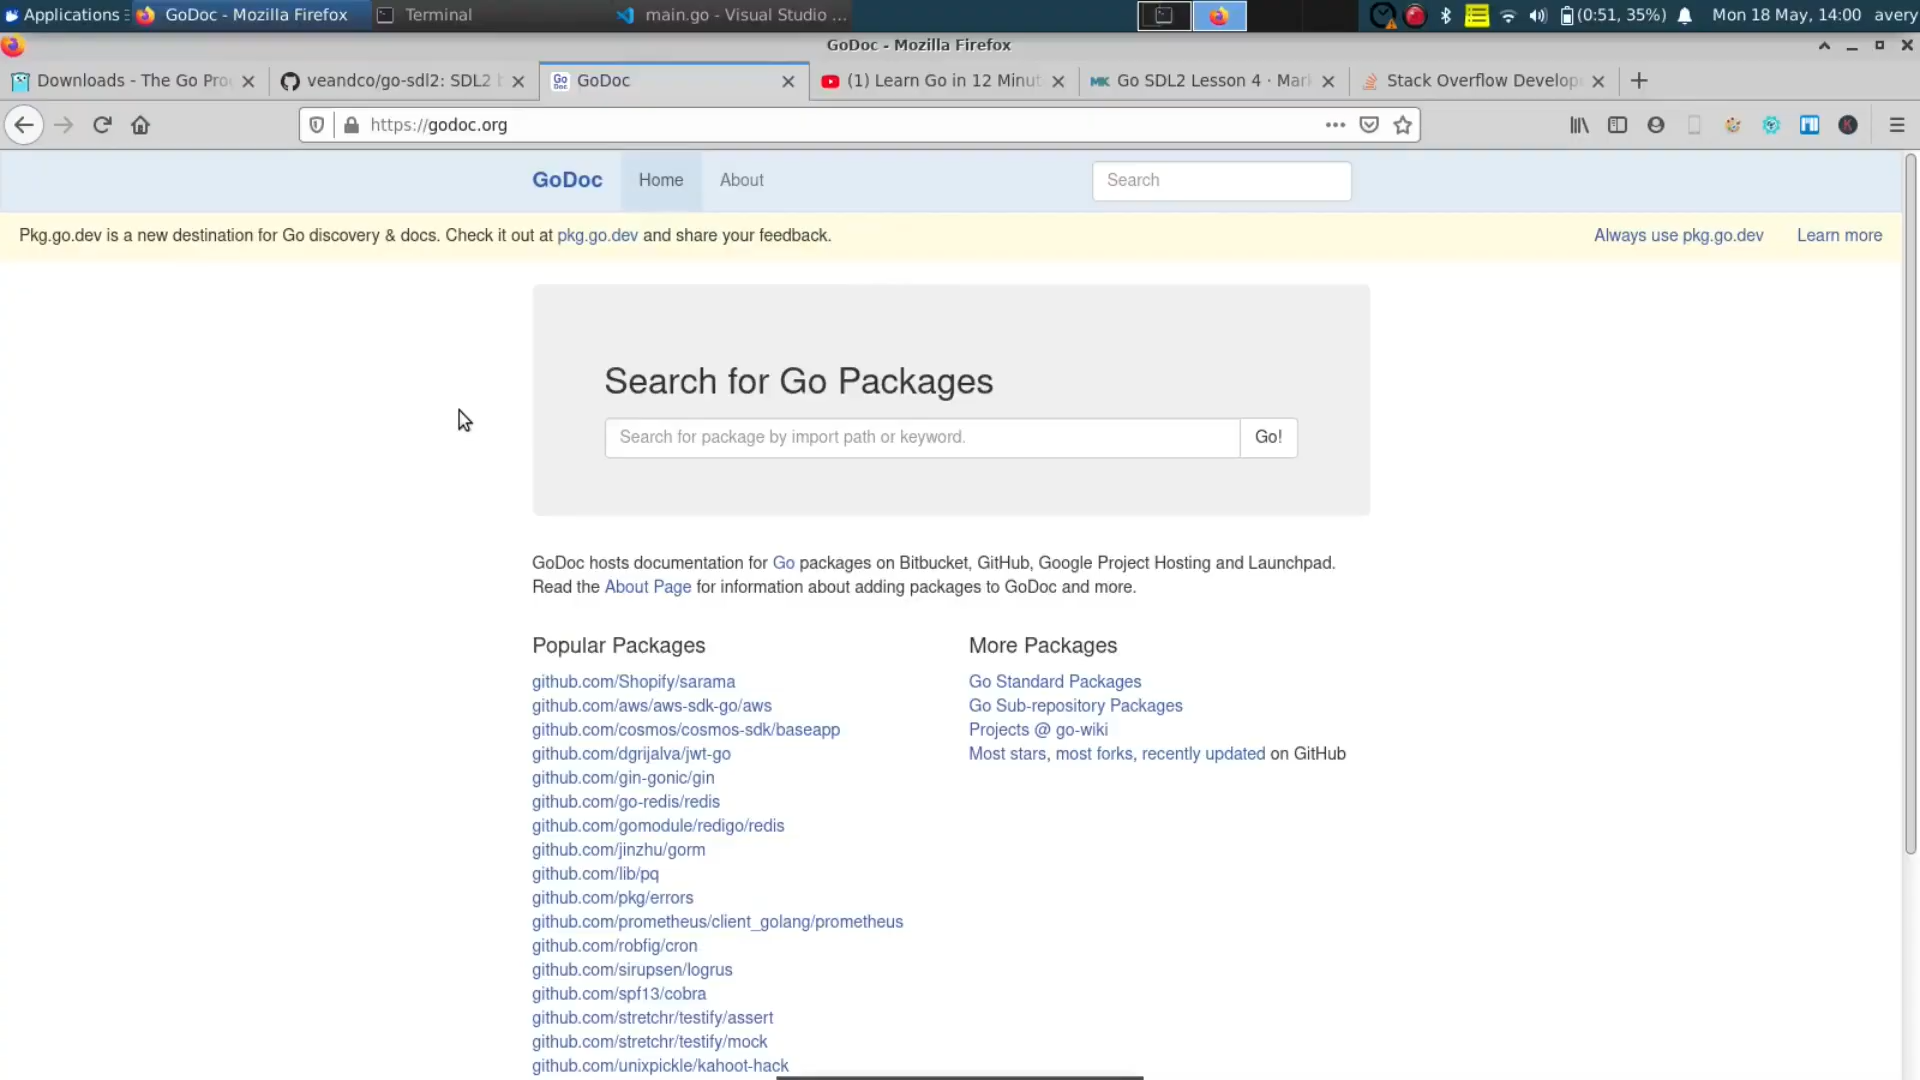 Applications
GoDoc - Mozilla Firefox
Terminal
main.go - Visual Studio ...
(0:51, 35%)
Mon 18 May, 14:00
avery
GoDoc - Mozilla Firefox
Downloads - The Go Pro
veandco/go-sdl2: SDL2
GoDoc
(1) Learn Go in 12 Minut
Go SDL2 Lesson 4 · Mar
Stack Overflow Develop
https://godoc.org
GoDoc
Home
About
Search
Pkg.go.dev is a new destination for Go discovery & docs. Check it out at pkg.go.dev and share your feedback.
Always use pkg.go.dev
Learn more
Search for Go Packages
Search for package by import path or keyword.
Go!
GoDoc hosts documentation for Go packages on Bitbucket, GitHub, Google Project Hosting and Launchpad.
Read the About Page for information about adding packages to GoDoc and more.
Popular Packages
github.com/Shopify/sarama
github.com/aws/aws-sdk-go/aws
github.com/cosmos/cosmos-sdk/baseapp
github.com/dgrijalva/jwt-go
github.com/gin-gonic/gin
github.com/go-redis/redis
github.com/gomodule/redigo/redis
github.com/jinzhu/gorm
github.com/lib/pq
github.com/pkg/errors
github.com/prometheus/client_golang/prometheus
github.com/robfig/cron
github.com/sirupsen/logrus
github.com/spf13/cobra
github.com/stretchr/testify/assert
github.com/stretchr/testify/mock
github.com/unixpickle/kahoot-hack
More Packages
Go Standard Packages
Go Sub-repository Packages
Projects @ go-wiki
Most stars, most forks, recently updated on GitHub